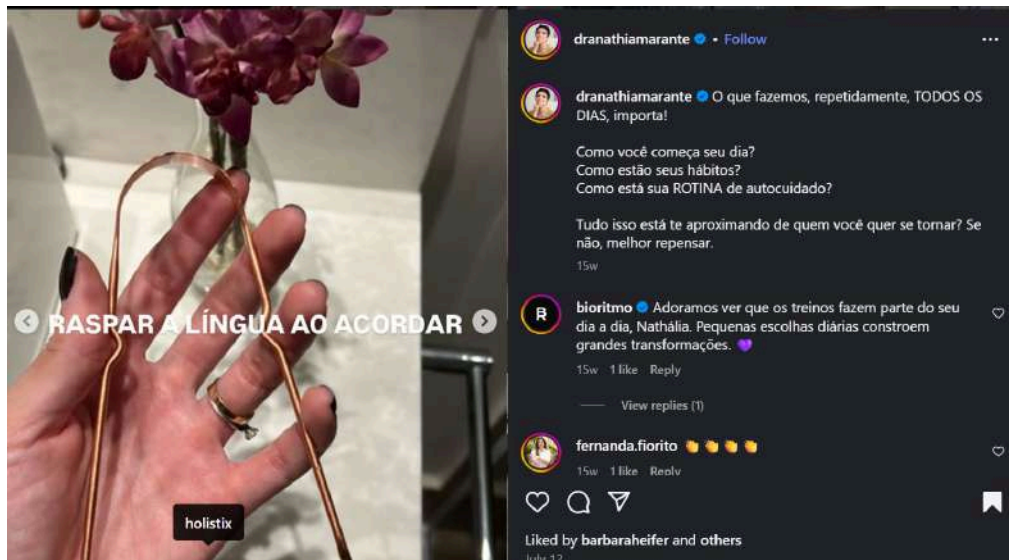 RASPAR A LÍNGUA AO ACORDAR
holistix
dranathiamarante • Follow
dranathiamarante O que fazemos, repetidamente, TODOS OS
DIAS, importa!
Como você começa seu dia?
Como estão seus hábitos?
Como está sua ROTINA de autocuidado?
Tudo isso está te aproximando de quem você quer se tornar? Se
não, melhor repensar.
15w
bioritmo Adoramos ver que os treinos fazem parte do seu
dia a dia, Nathália. Pequenas escolhas diárias constroem
grandes transformações. 💜
15w 1 like Reply
View replies (1)
fernanda.fiorito 👏 👏 👏 👏
15w 1 like Reply
Liked by barbaraheifer and others
July 12